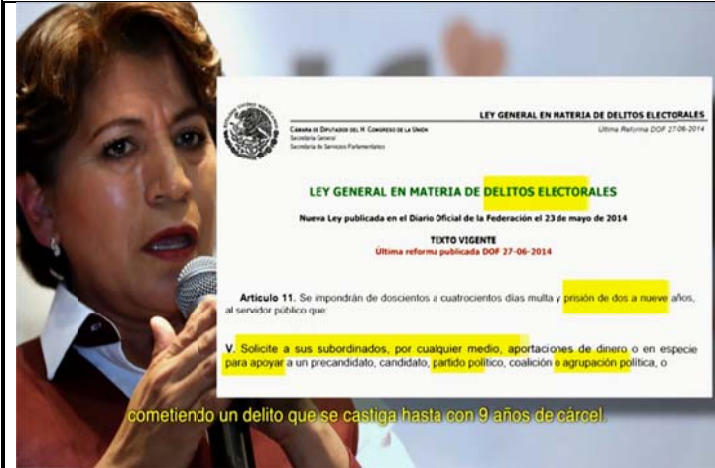 LEY GENERAL EN MATERIA DE DELITOS ELECTORALES
CÁMARA DE DIPUTADOS DEL H. CONGRESO DE LA UNIÓN
Última Reforma DOF 27-06-2014
Secretaría General
Secretaría de Servicios Parlamentarios
LEY GENERAL EN MATERIA DE DELITOS ELECTORALES
Nueva Ley publicada en el Diario Oficial de la Federación el 23 de mayo de 2014
TEXTO VIGENTE
Última reforma publicada DOF 27-06-2014
Artículo 11. Se impondrán de doscientos a cuatrocientos días multa y prisión de dos a nueve años,
al servidor público que:
V. Solicite a sus subordinados, por cualquier medio, aportaciones de dinero o en especie
para apoyar a un precandidato, candidato, partido político, coalición o agrupación política, o
cometiendo un delito que se castiga hasta con 9 años de cárcel.